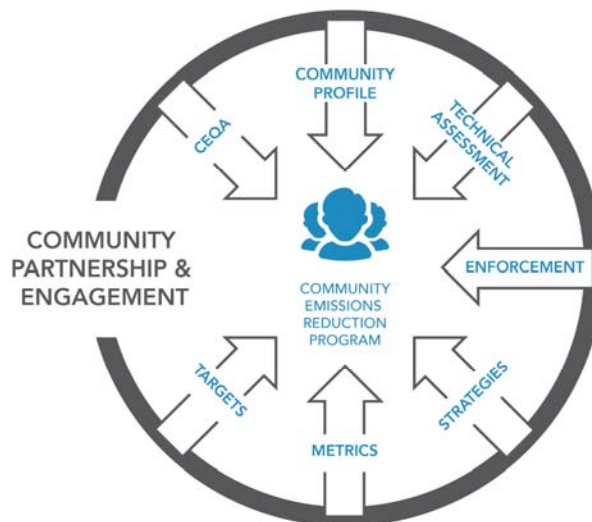 COMMUNITY
PROFILE
CEQA
TECHNICAL
ASSESSMENT
COMMUNITY
PARTNERSHIP &
ENGAGEMENT
ENFORCEMENT
COMMUNITY
EMISSIONS
REDUCTION
PROGRAM
TARGETS
METRICS
STRATEGIES